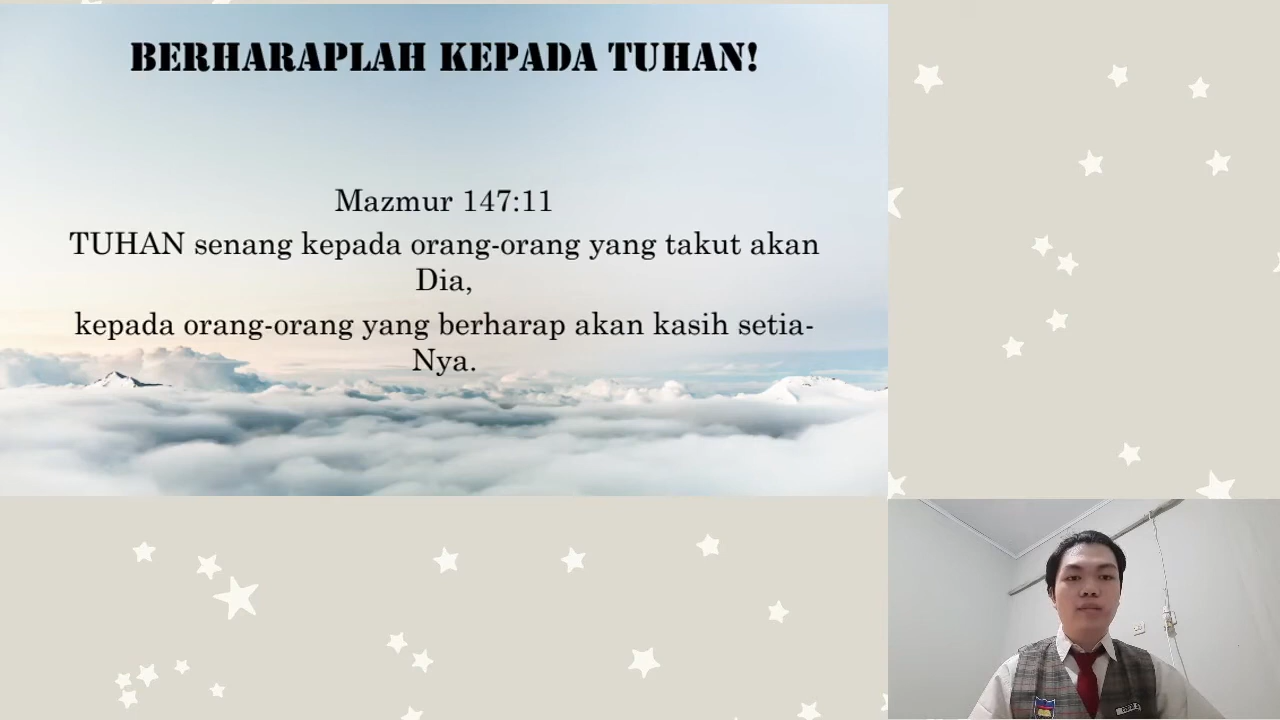 BERHARAPLAH KEPADA TUHAN!
Mazmur 147:11
TUHAN senang kepada orang-orang yang takut akan
Dia,
kepada orang-orang yang berharap akan kasih setia-
Nya.